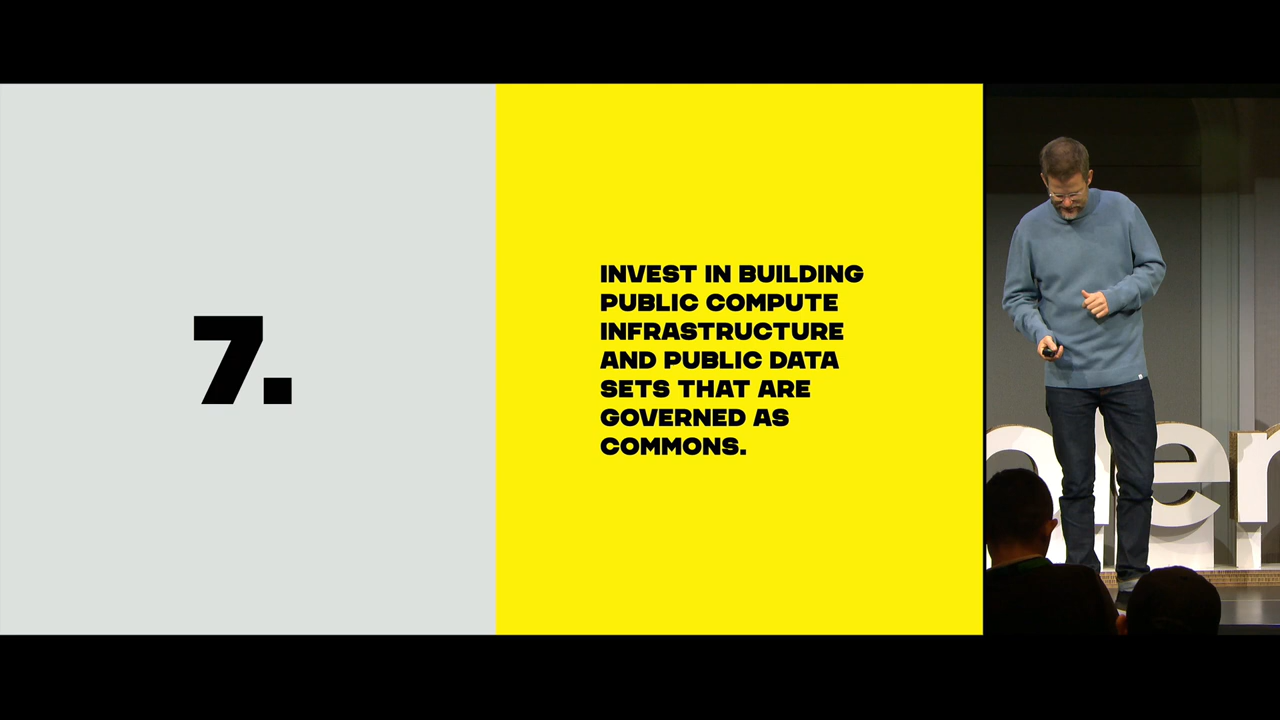 7.
INVEST IN BUILDING
PUBLIC COMPUTE
INFRASTRUCTURE
AND PUBLIC DATA
SETS THAT ARE
GOVERNED AS
COMMONS.